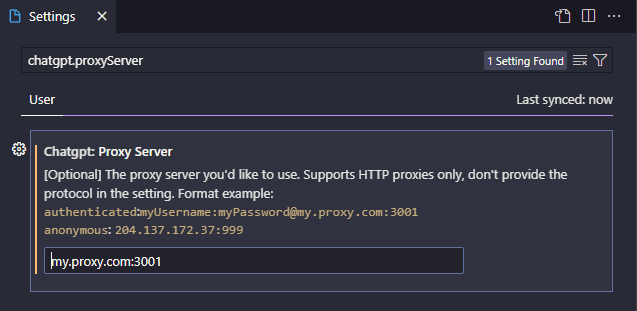 Settings
chatgpt.proxyServer
1 Setting Found
User
Last synced: now
Chatgpt: Proxy Server
[Optional] The proxy server you'd like to use. Supports HTTP proxies only, don't provide the
protocol in the setting. Format example:
authenticated:myUsername:myPassword@my.proxy.com:3001
anonymous: 204.137.172.37:999
my.proxy.com:3001